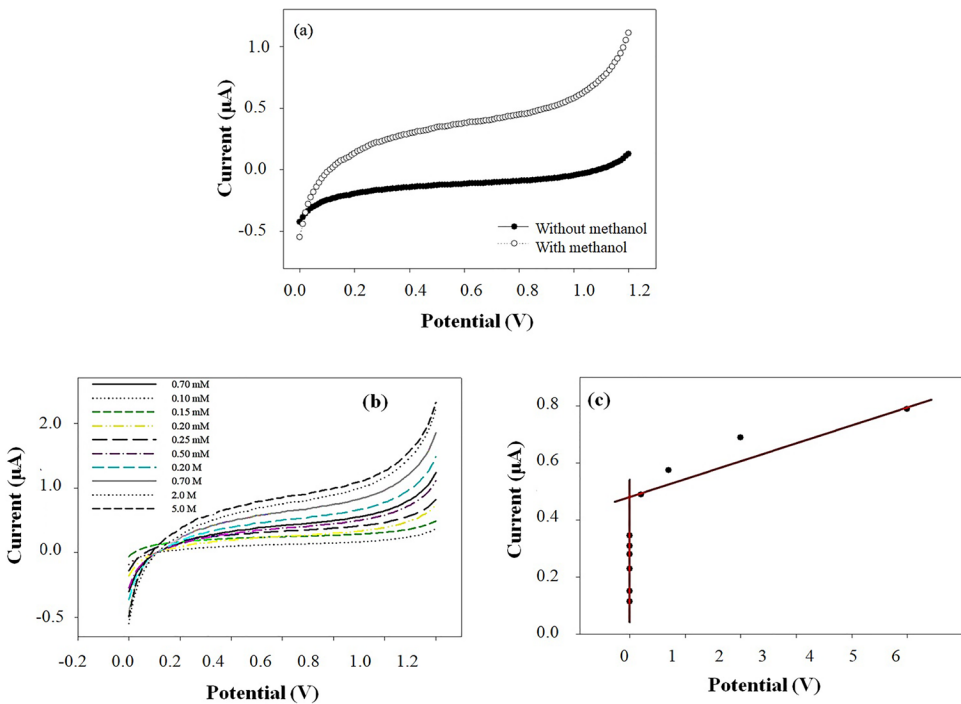 (a)
1.0
0.5
0.0
-0.5
Current (µA)
Without methanol
With methanol
0.0 0.2 0.4 0.6 0.8 1.0 1.2
Potential (V)
(b)
0.70 mM
0.10 mM
0.15 mM
0.20 mM
0.25 mM
0.50 mM
0.20 M
0.70 M
2.0 M
5.0 M
2.0
1.0
0.0
-0.5
Current (µA)
-0.2 0.0 0.2 0.4 0.6 0.8 1.0 1.2
Potential (V)
(c)
0.8
0.6
0.4
0.2
0.0
Current (µA)
0 1 2 3 4 5 6
Potential (V)